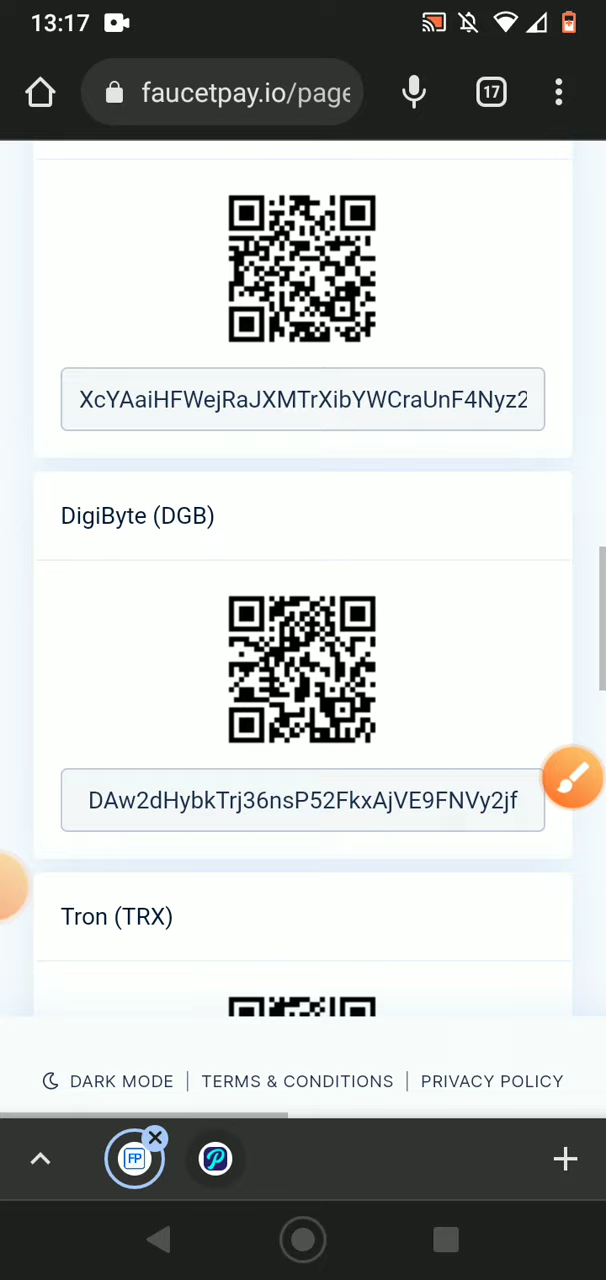 13:17
faucetpay.io/page
17
XcYAaiHFWejRaJXMTrXibYWCraUnF4Nyz2
DigiByte (DGB)
DAw2dHybkTrj36nsP52FkxAjVE9FNVy2jf
Tron (TRX)
DARK MODE | TERMS & CONDITIONS | PRIVACY POLICY
FP